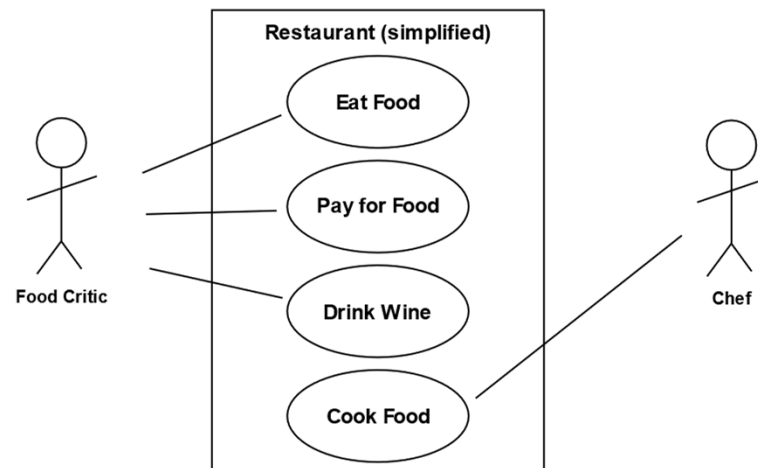 Restaurant (simplified)
Eat Food
Pay for Food
Drink Wine
Cook Food
Food Critic
Chef